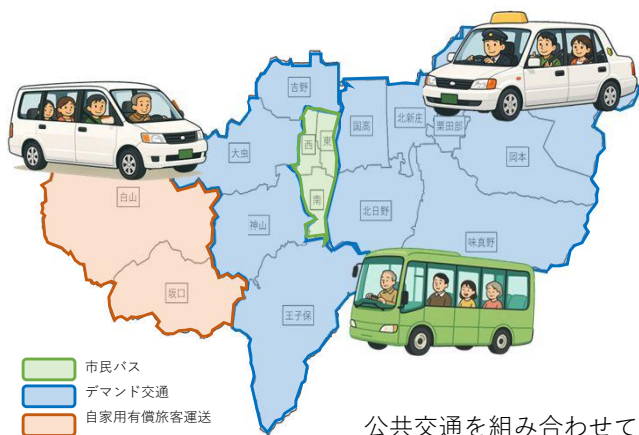 吉野
国高
北新庄
栗田部
岡本
西
東
大虫
白山
南
神山
北日野
味真野
坂口
王子保
市民バス
デマンド交通
自家用有償旅客運送
公共交通を組み合わせて